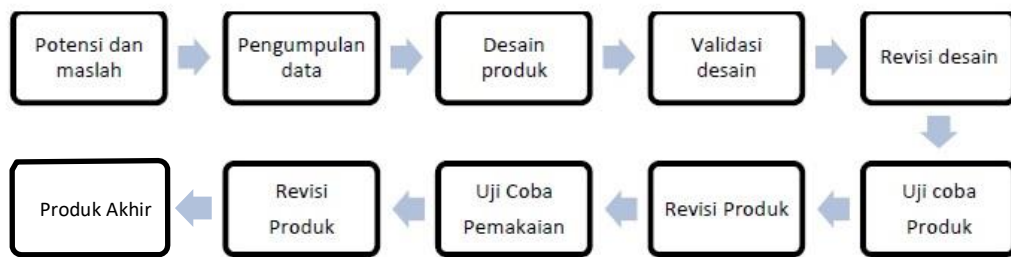 Potensi dan
maslah
Pengumpulan
data
Desain
produk
Validasi
desain
Revisi desain
Uji coba
Produk
Revisi Produk
Uji Coba
Pemakaian
Revisi
Produk
Produk Akhir